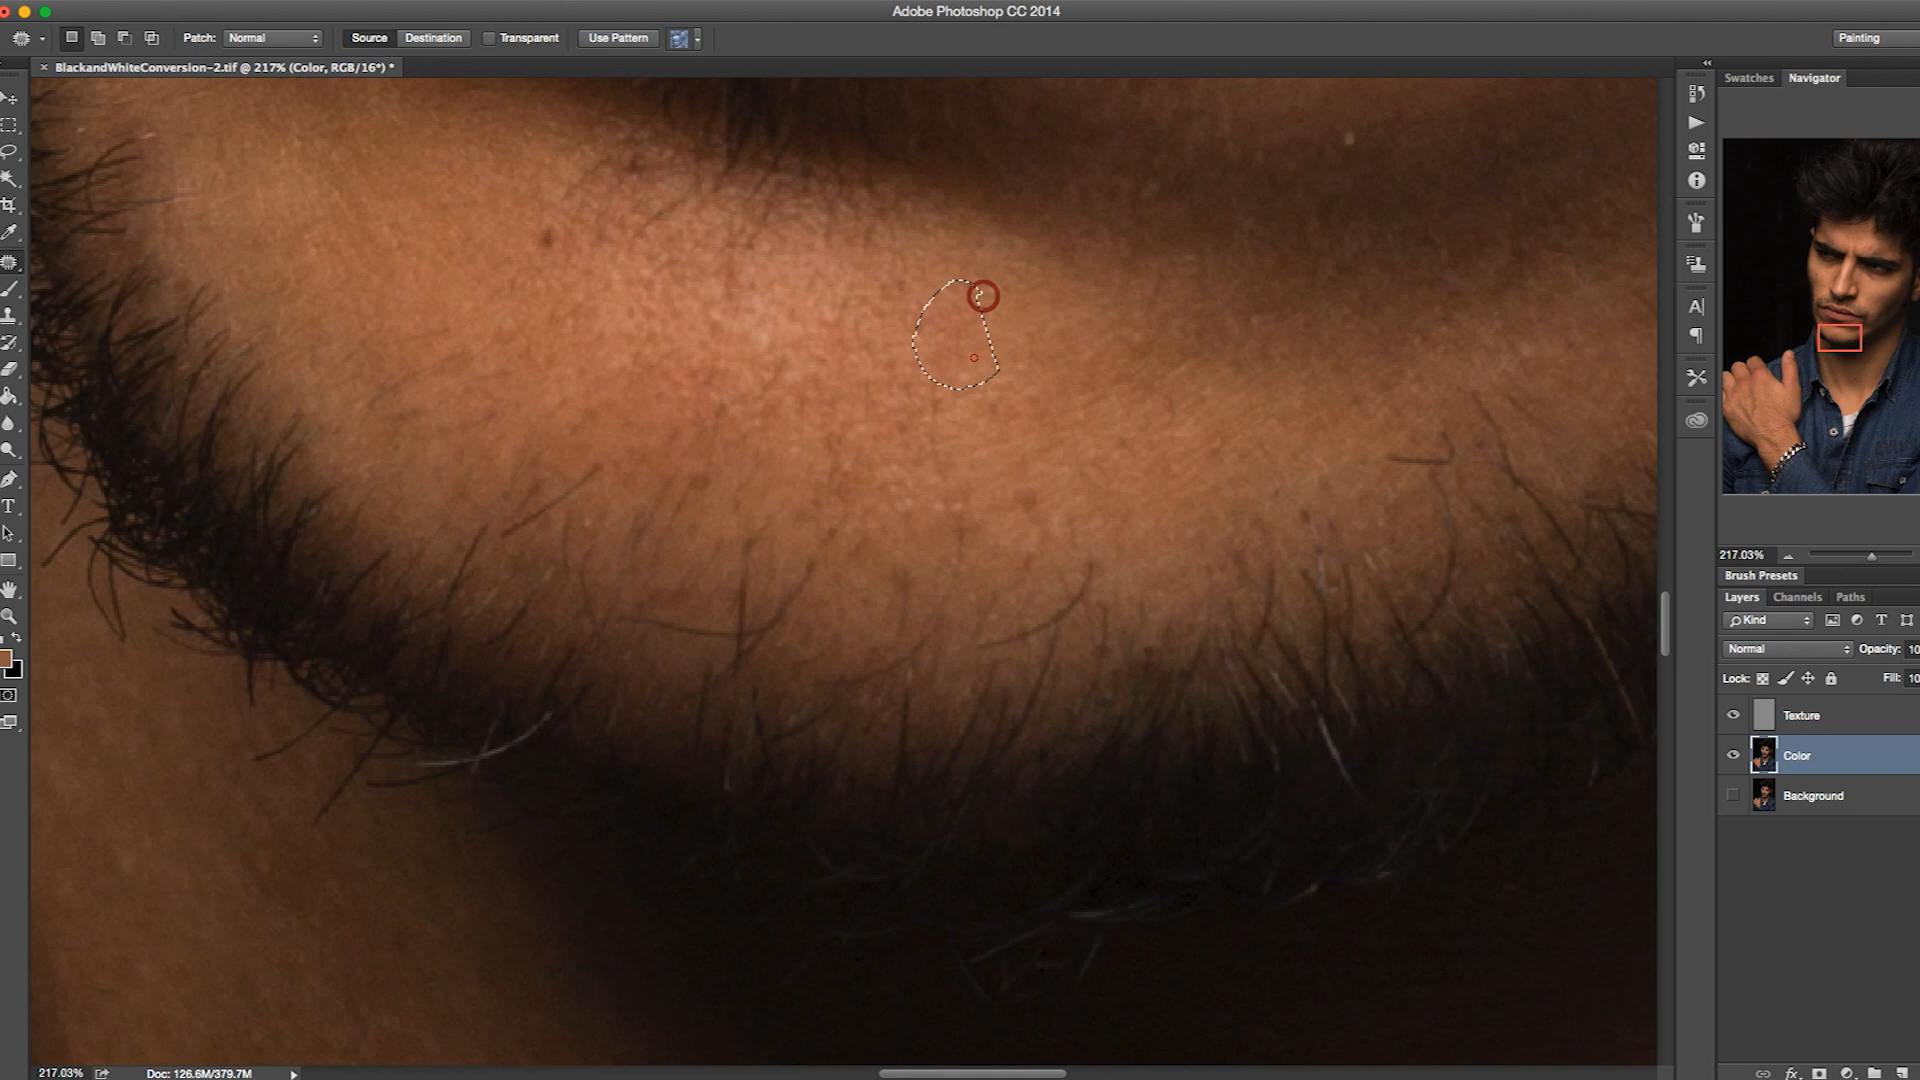 Adobe Photoshop CC 2014
Patch: Normal Source Destination Transparent Use Pattern Painting
× BlackandWhiteConversion-2.tif @ 217% (Color, RGB/16*) *
Swatches Navigator
217.03%
Brush Presets
Layers Channels Paths
Kind
Normal Opacity: 10
Lock: Fill: 10
Texture
Color
Background
217.03% Doc: 126.6M/379.7M